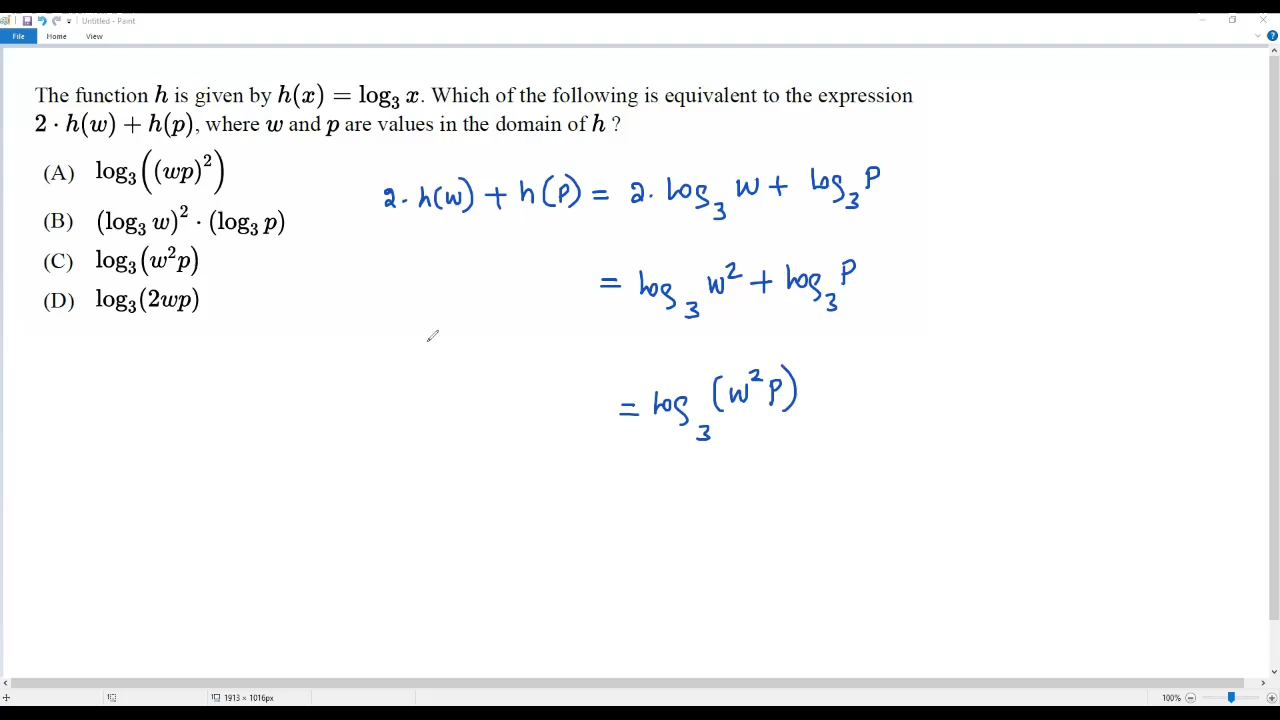 Untitled - Paint
File Home View
The function h is given by h(x) = log₃ x. Which of the following is equivalent to the expression
2 · h(w) + h(p), where w and p are values in the domain of h ?
(A) log₃((wp)²)
(B) (log₃ w)² · (log₃ p)
(C) log₃(w²p)
(D) log₃(2wp)
2 · h(w) + h(p) = 2 · log₃ w + log₃ p
= log₃ w² + log₃ p
= log₃ (w² p)
1913 × 1016px
100%